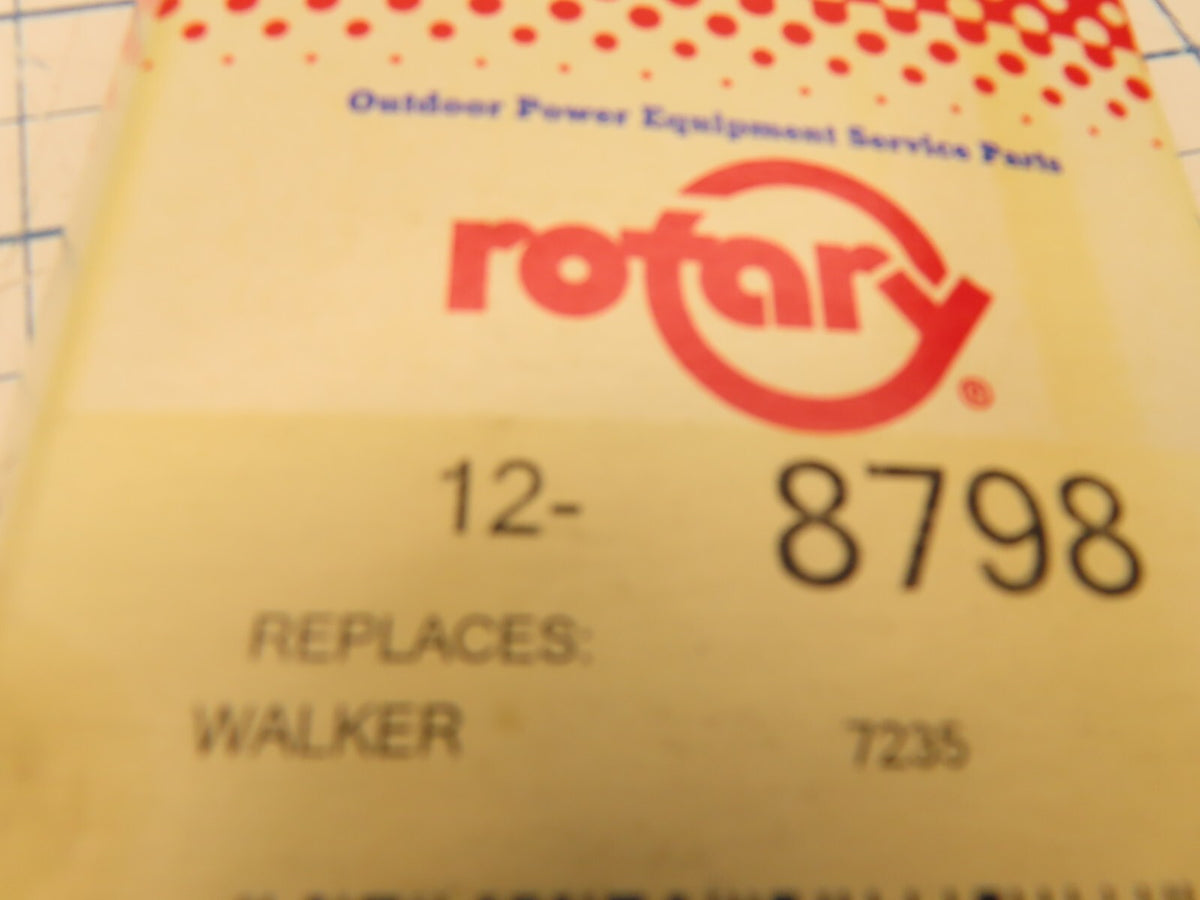 Outdoor Power Equipment Service Parts
rotary®
12- 8798
REPLACES:
WALKER 7235